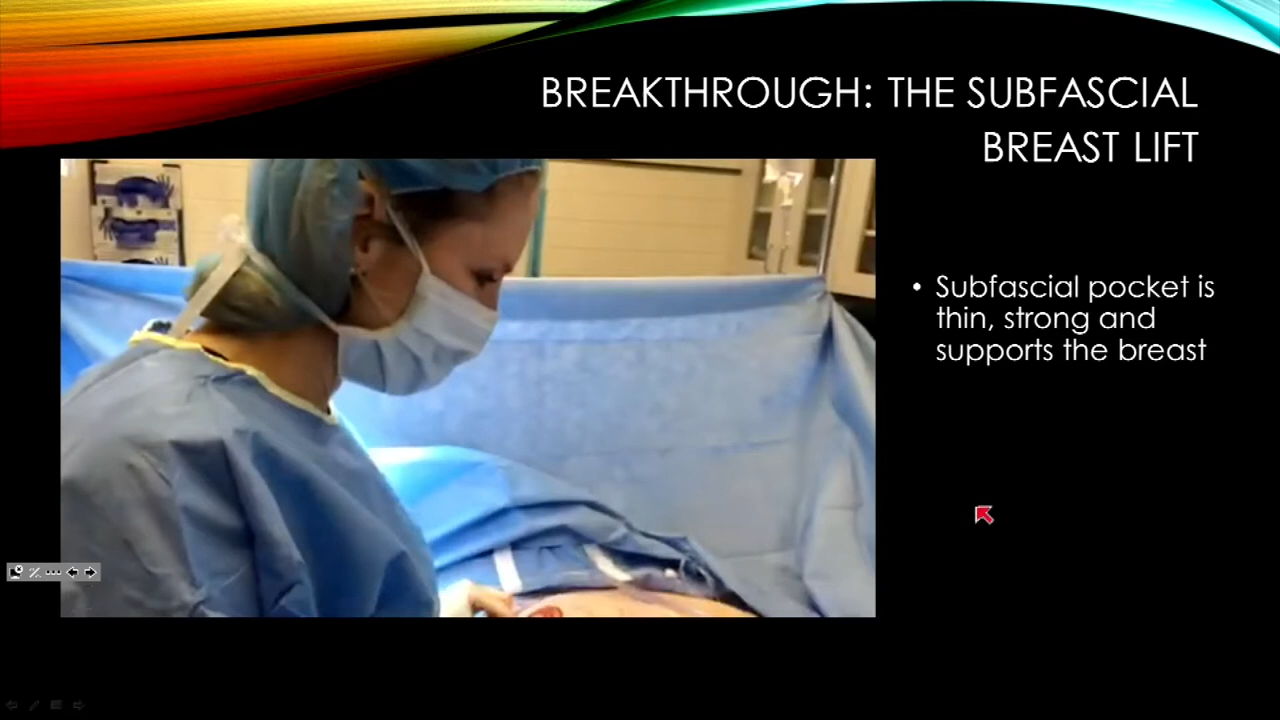 BREAKTHROUGH: THE SUBFASCIAL
BREAST LIFT
• Subfascial pocket is
thin, strong and
supports the breast